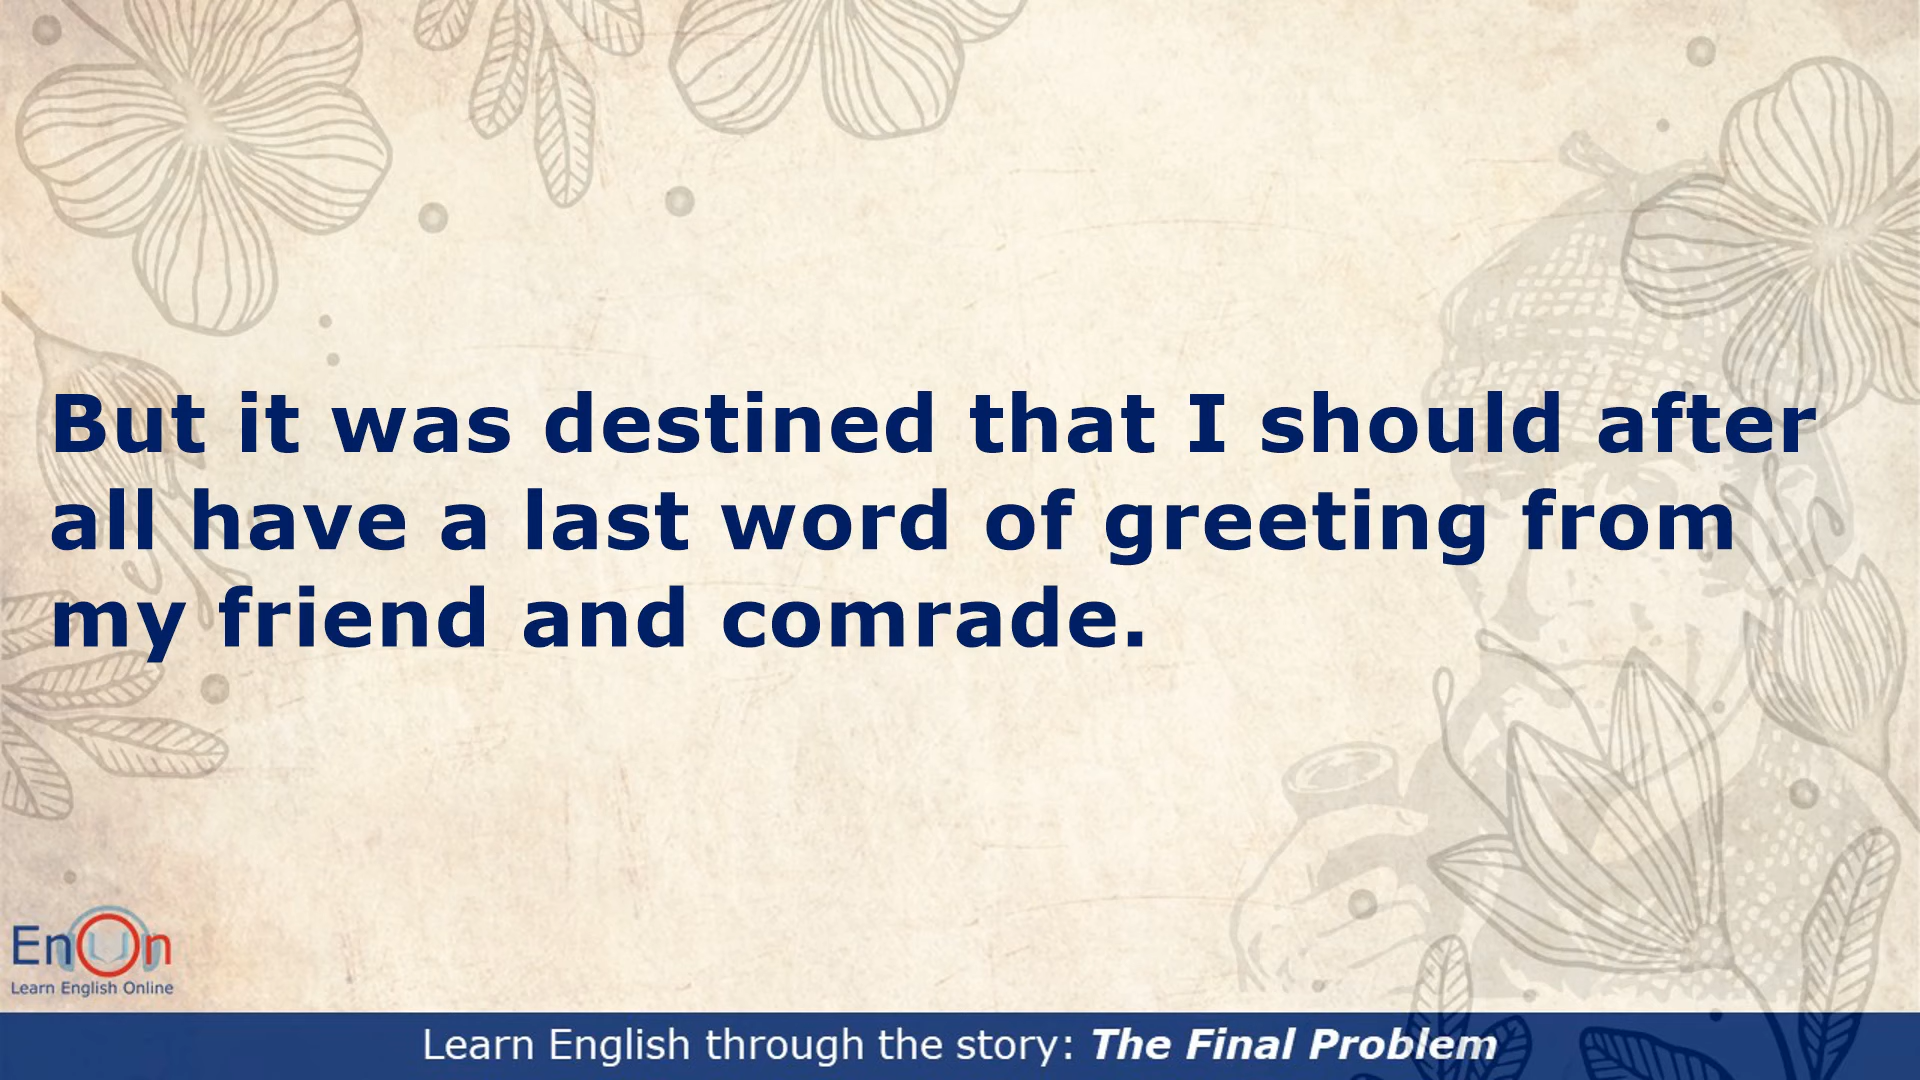 But it was destined that I should after
all have a last word of greeting from
my friend and comrade.
EnOn
Learn English Online
Learn English through the story: The Final Problem